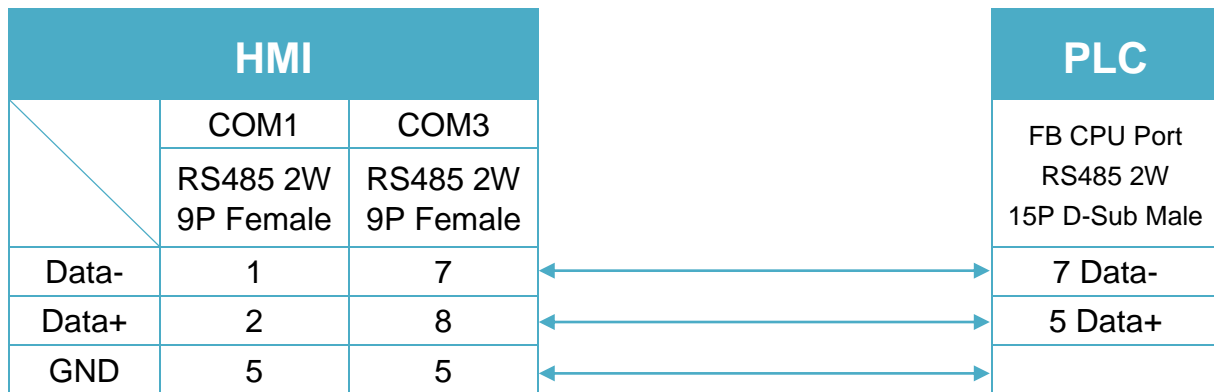 HMI PLC
COM1 COM3 FB CPU Port
RS485 2W RS485 2W RS485 2W
9P Female 9P Female 15P D-Sub Male
Data- 1 7 7 Data-
Data+ 2 8 5 Data+
GND 5 5